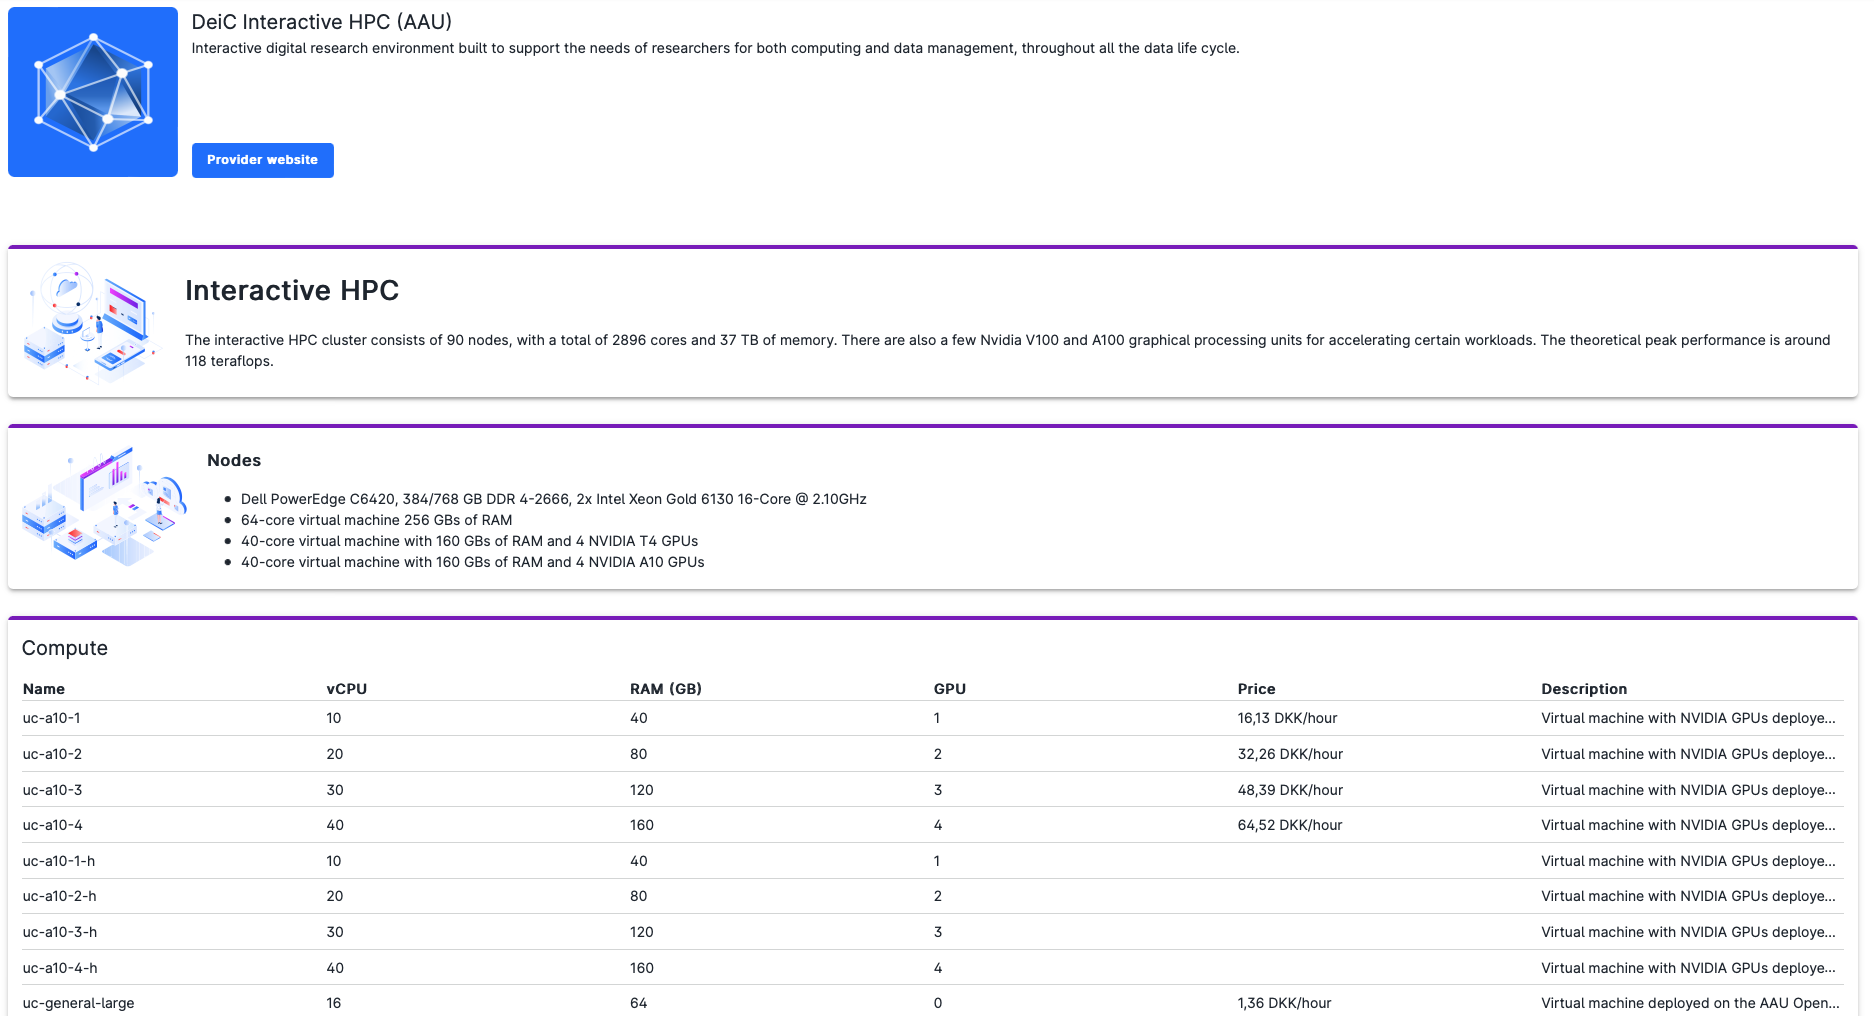 DeiC Interactive HPC (AAU)
Interactive digital research environment built to support the needs of researchers for both computing and data management, throughout all the data life cycle.
Provider website
Interactive HPC
The interactive HPC cluster consists of 90 nodes, with a total of 2896 cores and 37 TB of memory. There are also a few Nvidia V100 and A100 graphical processing units for accelerating certain workloads. The theoretical peak performance is around
118 teraflops.
Nodes
• Dell PowerEdge C6420, 384/768 GB DDR 4-2666, 2x Intel Xeon Gold 6130 16-Core @ 2.10GHz
• 64-core virtual machine 256 GBs of RAM
• 40-core virtual machine with 160 GBs of RAM and 4 NVIDIA T4 GPUs
• 40-core virtual machine with 160 GBs of RAM and 4 NVIDIA A10 GPUs
Compute
Name vCPU RAM (GB) GPU Price Description
uc-a10-1 10 40 1 16,13 DKK/hour Virtual machine with NVIDIA GPUs deploye...
uc-a10-2 20 80 2 32,26 DKK/hour Virtual machine with NVIDIA GPUs deploye...
uc-a10-3 30 120 3 48,39 DKK/hour Virtual machine with NVIDIA GPUs deploye...
uc-a10-4 40 160 4 64,52 DKK/hour Virtual machine with NVIDIA GPUs deploye...
uc-a10-1-h 10 40 1 Virtual machine with NVIDIA GPUs deploye...
uc-a10-2-h 20 80 2 Virtual machine with NVIDIA GPUs deploye...
uc-a10-3-h 30 120 3 Virtual machine with NVIDIA GPUs deploye...
uc-a10-4-h 40 160 4 Virtual machine with NVIDIA GPUs deploye...
uc-general-large 16 64 0 1,36 DKK/hour Virtual machine deployed on the AAU Open...